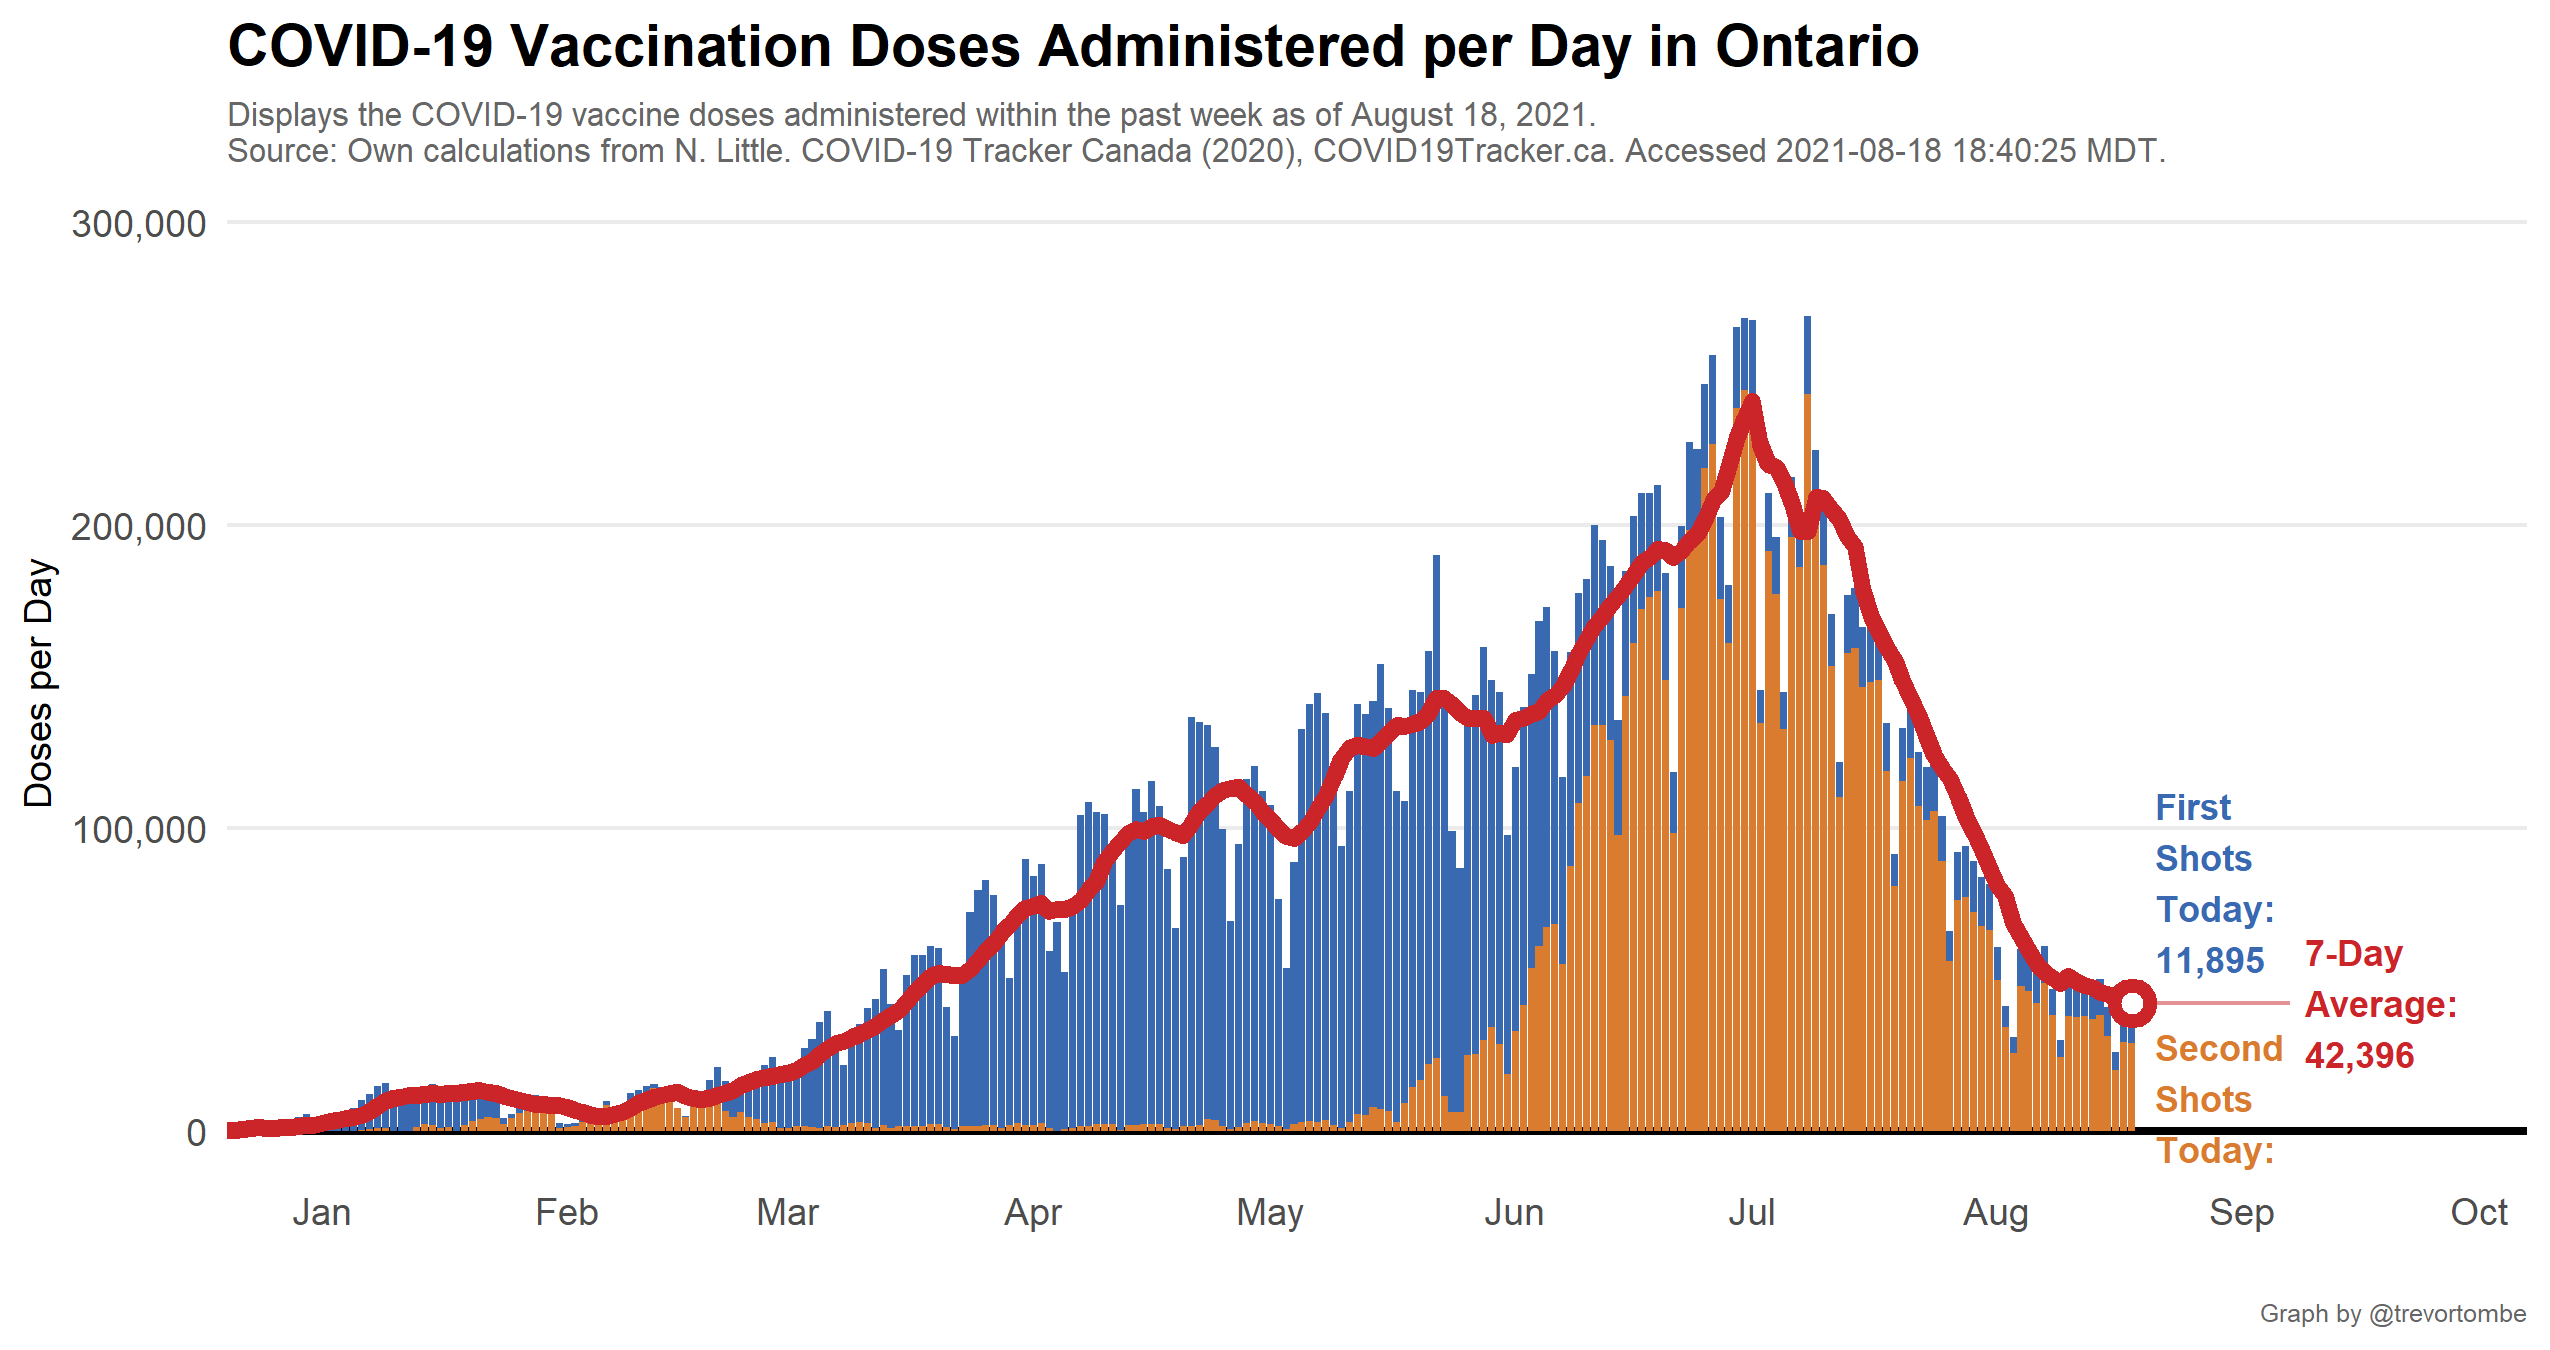 COVID-19 Vaccination Doses Administered per Day in Ontario
Displays the COVID-19 vaccine doses administered within the past week as of August 18, 2021.
Source: Own calculations from N. Little. COVID-19 Tracker Canada (2020), COVID19Tracker.ca. Accessed 2021-08-18 18:40:25 MDT.
Doses per Day
300,000
200,000
100,000
0
First
Shots
Today:
11,895
7-Day
Average:
42,396
Second
Shots
Today:
Jan
Feb
Mar
Apr
May
Jun
Jul
Aug
Sep
Oct
Graph by @trevortombe